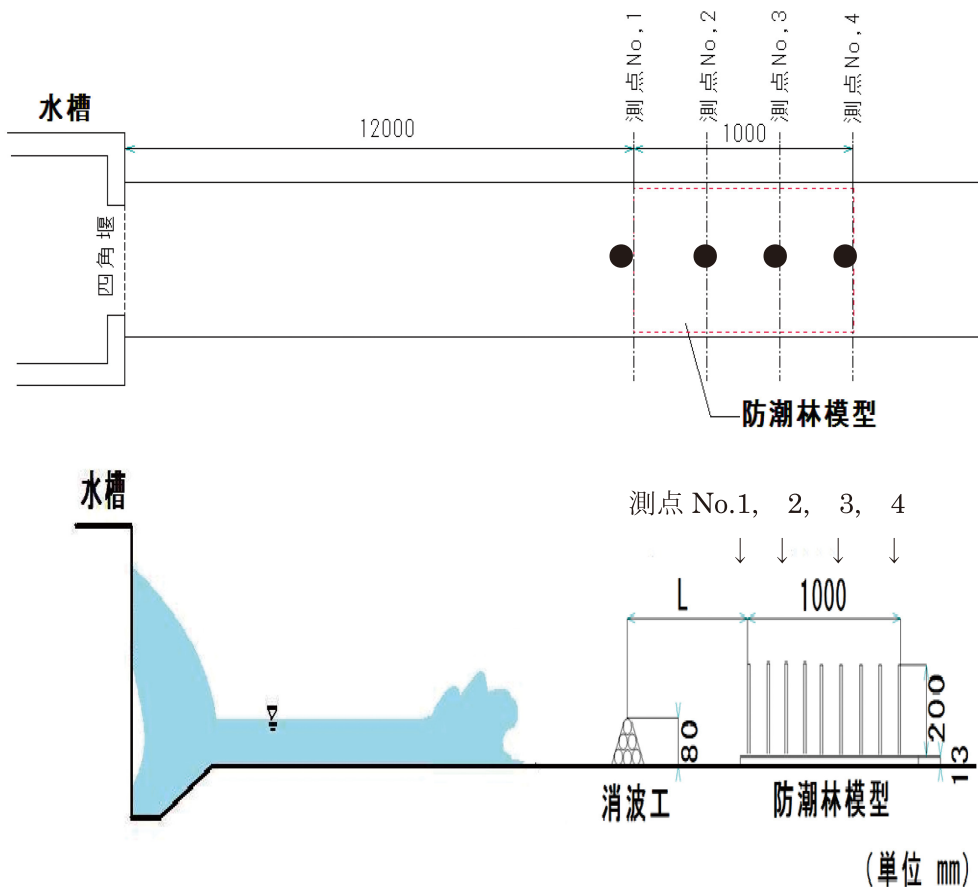 水槽
12000
測点No,1
測点No,2
測点No,3
測点No,4
1000
四角堰
防潮林模型
水槽
測点 No.1, 2, 3, 4
↓ ↓ ↓ ↓
L
1000
80
200
13
消波工
防潮林模型
(単位 mm)